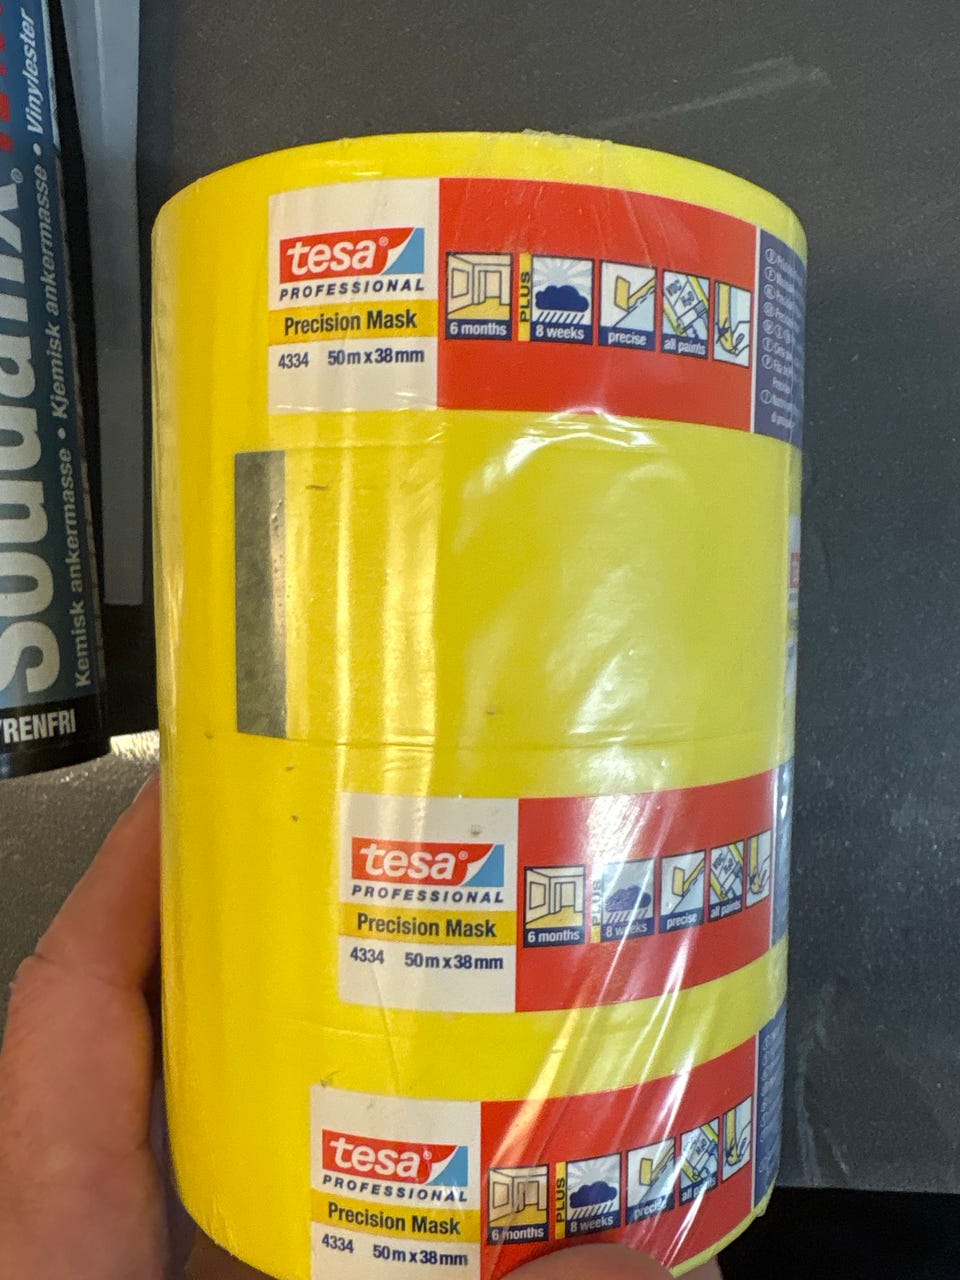 tesa®
PROFESSIONAL
Precision Mask
4334 50m x 38mm
6 months
PLUS
8 weeks
precise
all paints
tesa®
PROFESSIONAL
Precision Mask
4334 50m x 38mm
6 months
PLUS
8 weeks
precise
all paints
tesa®
PROFESSIONAL
Precision Mask
4334 50m x 38mm
6 months
PLUS
8 weeks
precise
Soudafix®
Kemisk ankermasse • Kjemisk ankermasse • Vinylester
YRENFRI